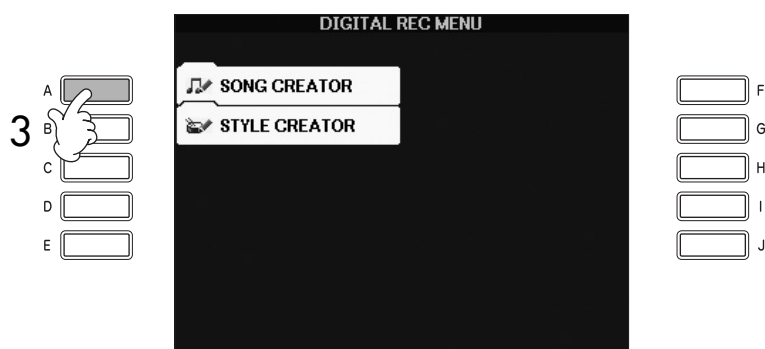 DIGITAL REC MENU
A
SONG CREATOR
F
3
B
STYLE CREATOR
G
C
H
D
I
E
J